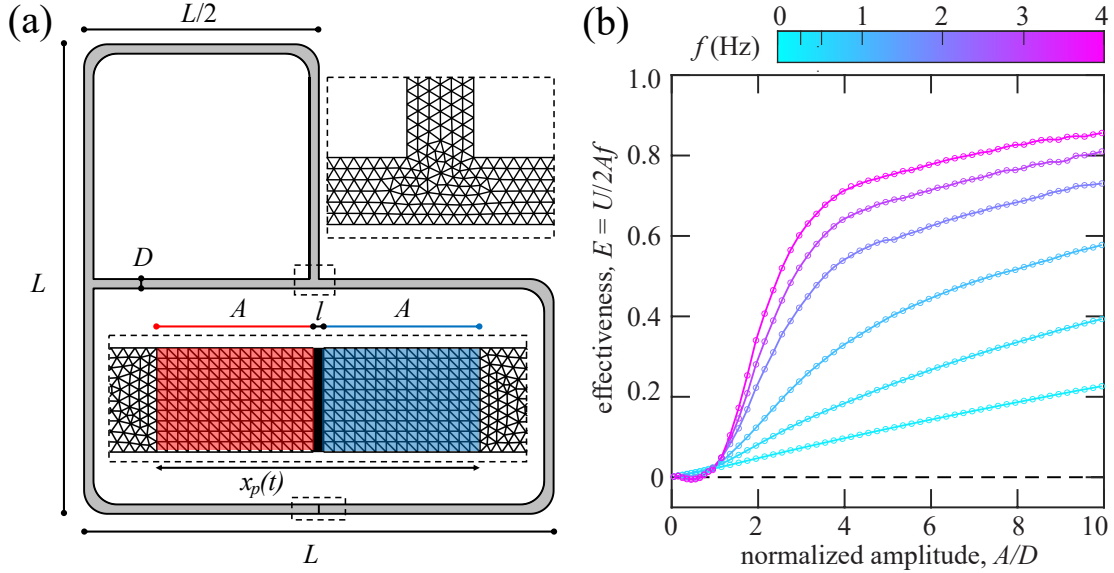 (a)
L/2
L
D
A
l
A
x_p(t)
L
(b)
f (Hz)
0
1
2
3
4
effectiveness, E = U/2Af
1.0
0.8
0.6
0.4
0.2
0
0
2
4
6
8
10
normalized amplitude, A/D